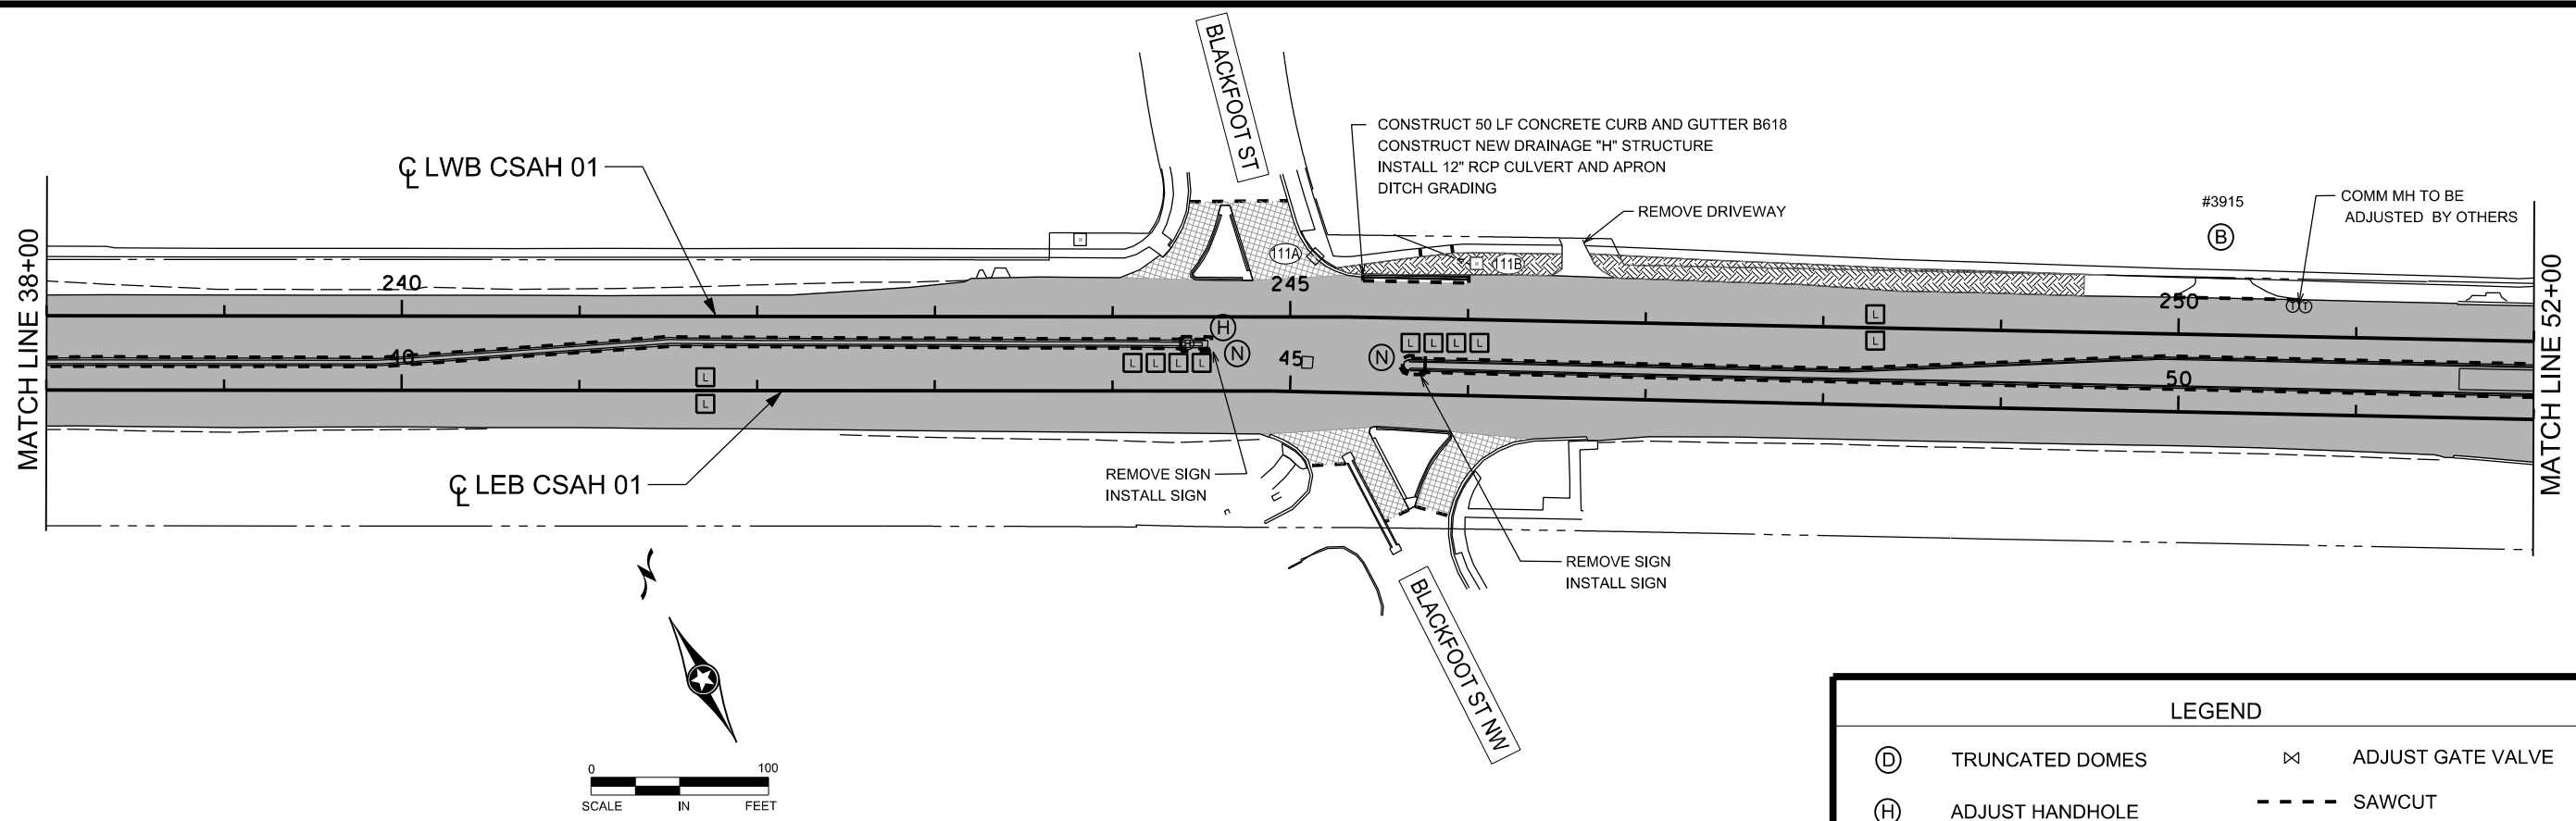 BLACKFOOT ST
CONSTRUCT 50 LF CONCRETE CURB AND GUTTER B618
CONSTRUCT NEW DRAINAGE "H" STRUCTURE
INSTALL 12" RCP CULVERT AND APRON
DITCH GRADING
REMOVE DRIVEWAY
#3915
B
COMM MH TO BE
ADJUSTED BY OTHERS
℄ LWB CSAH 01
MATCH LINE 38+00
MATCH LINE 52+00
111A
111B
240
245
250
T T
L
L
H
N
N
L L L L
L L L L
40
45
50
L
L
℄ LEB CSAH 01
REMOVE SIGN
INSTALL SIGN
REMOVE SIGN
INSTALL SIGN
BLACKFOOT ST NW
0 100
SCALE IN FEET
LEGEND
D TRUNCATED DOMES
ADJUST GATE VALVE
H ADJUST HANDHOLE
SAWCUT